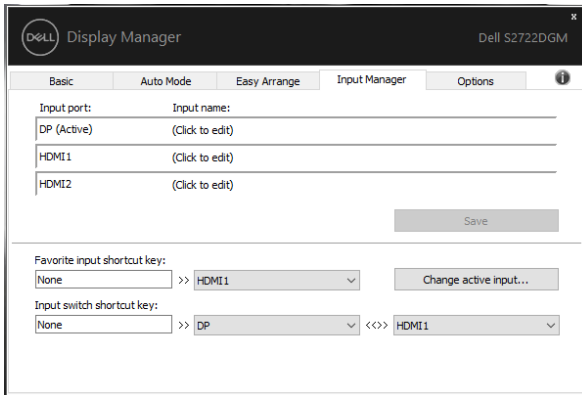 x
DELL Display Manager Dell S2722DGM
Basic Auto Mode Easy Arrange Input Manager Options i
Input port: Input name:
DP (Active) (Click to edit)
HDMI1 (Click to edit)
HDMI2 (Click to edit)
Save
Favorite input shortcut key:
None >> HDMI1 Change active input...
Input switch shortcut key:
None >> DP <<>> HDMI1